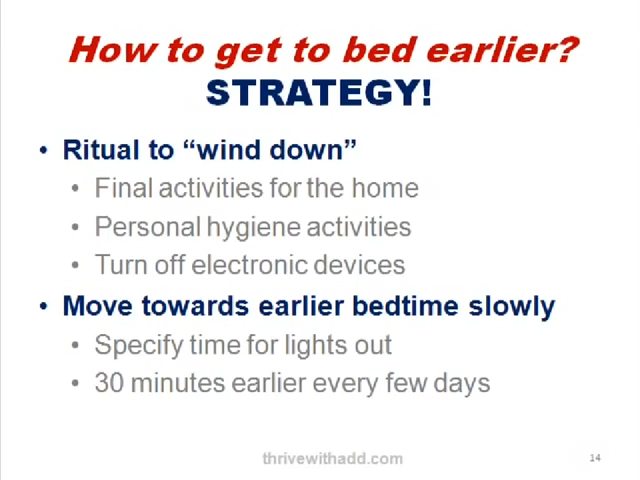 How to get to bed earlier?
STRATEGY!
• Ritual to “wind down”
• Final activities for the home
• Personal hygiene activities
• Turn off electronic devices
• Move towards earlier bedtime slowly
• Specify time for lights out
• 30 minutes earlier every few days
thrivewithadd.com
14